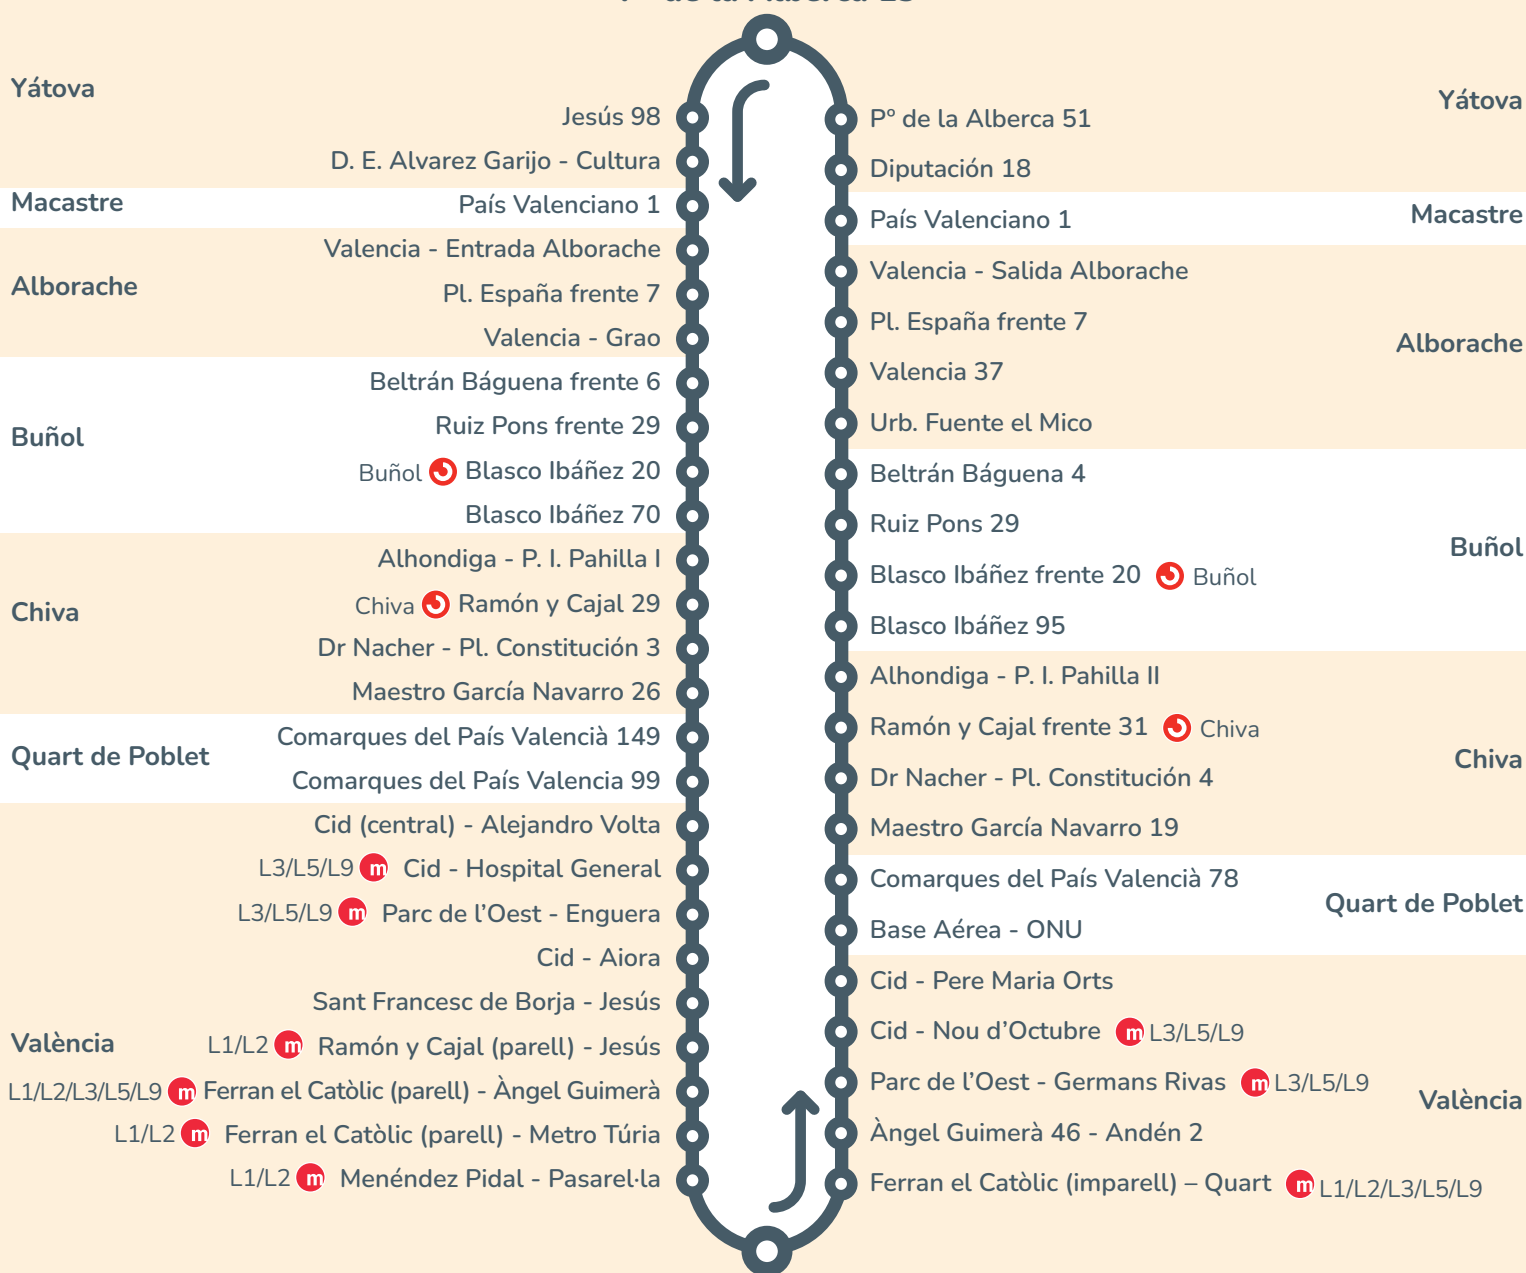 Yátova
Jesús 98
D. E. Alvarez Garijo - Cultura
Macastre
País Valenciano 1
Valencia - Entrada Alborache
Alborache
Pl. España frente 7
Valencia - Grao
Beltrán Báguena frente 6
Ruiz Pons frente 29
Buñol
Buñol Blasco Ibáñez 20
Blasco Ibáñez 70
Alhondiga - P. I. Pahilla I
Chiva Ramón y Cajal 29
Chiva
Dr Nacher - Pl. Constitución 3
Maestro García Navarro 26
Comarques del País Valencià 149
Quart de Poblet
Comarques del País Valencia 99
Cid (central) - Alejandro Volta
L3/L5/L9 m Cid - Hospital General
L3/L5/L9 m Parc de l’Oest - Enguera
Cid - Aiora
Sant Francesc de Borja - Jesús
València
L1/L2 m Ramón y Cajal (parell) - Jesús
L1/L2/L3/L5/L9 m Ferran el Catòlic (parell) - Àngel Guimerà
L1/L2 m Ferran el Catòlic (parell) - Metro Túria
L1/L2 m Menéndez Pidal - Pasarel·la
Yátova
Pº de la Alberca 51
Diputación 18
Macastre
País Valenciano 1
Valencia - Salida Alborache
Pl. España frente 7
Alborache
Valencia 37
Urb. Fuente el Mico
Beltrán Báguena 4
Ruiz Pons 29
Buñol
Blasco Ibáñez frente 20 Buñol
Blasco Ibáñez 95
Alhondiga - P. I. Pahilla II
Ramón y Cajal frente 31 Chiva
Chiva
Dr Nacher - Pl. Constitución 4
Maestro García Navarro 19
Comarques del País Valencià 78
Quart de Poblet
Base Aérea - ONU
Cid - Pere Maria Orts
Cid - Nou d’Octubre m L3/L5/L9
Parc de l’Oest - Germans Rivas m L3/L5/L9
València
Àngel Guimerà 46 - Andén 2
Ferran el Catòlic (imparell) – Quart m L1/L2/L3/L5/L9